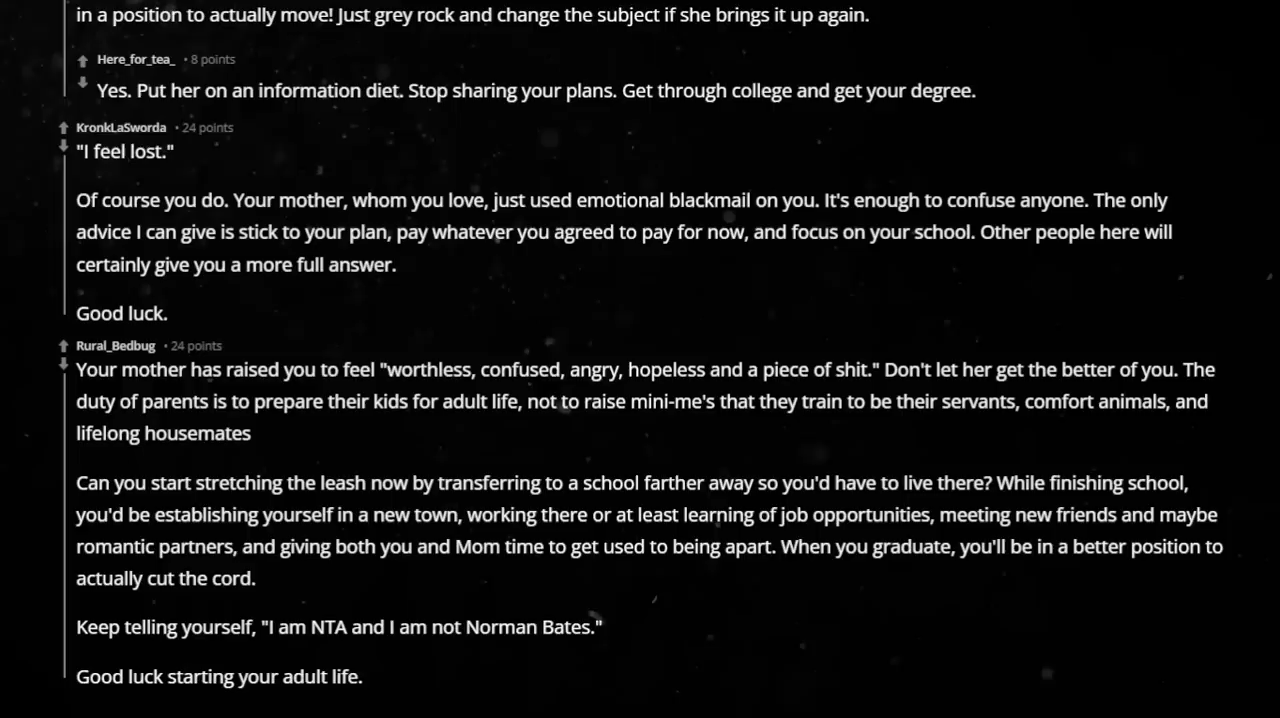 in a position to actually move! Just grey rock and change the subject if she brings it up again.
Here_for_tea_ • 8 points
Yes. Put her on an information diet. Stop sharing your plans. Get through college and get your degree.
KronkLaSworda • 24 points
"I feel lost."
Of course you do. Your mother, whom you love, just used emotional blackmail on you. It's enough to confuse anyone. The only
advice I can give is stick to your plan, pay whatever you agreed to pay for now, and focus on your school. Other people here will
certainly give you a more full answer.
Good luck.
Rural_Bedbug • 24 points
Your mother has raised you to feel "worthless, confused, angry, hopeless and a piece of shit." Don't let her get the better of you. The
duty of parents is to prepare their kids for adult life, not to raise mini-me's that they train to be their servants, comfort animals, and
lifelong housemates
Can you start stretching the leash now by transferring to a school farther away so you'd have to live there? While finishing school,
you'd be establishing yourself in a new town, working there or at least learning of job opportunities, meeting new friends and maybe
romantic partners, and giving both you and Mom time to get used to being apart. When you graduate, you'll be in a better position to
actually cut the cord.
Keep telling yourself, "I am NTA and I am not Norman Bates."
Good luck starting your adult life.